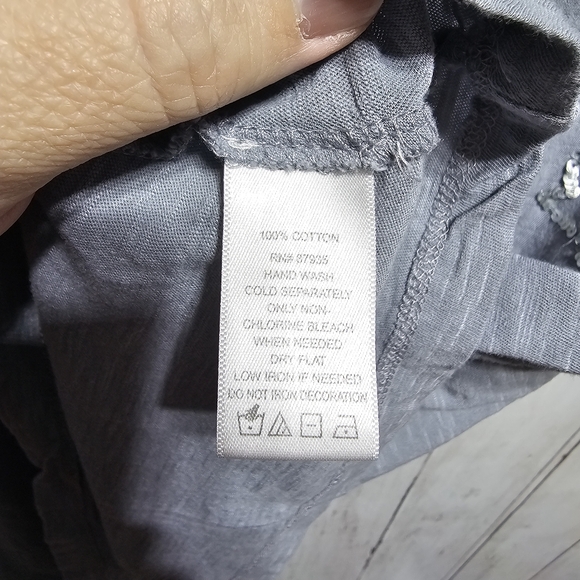 100% COTTON
RN# 87935
HAND WASH
COLD SEPARATELY
ONLY NON-
CHLORINE BLEACH
WHEN NEEDED
DRY FLAT
LOW IRON IF NEEDED
DO NOT IRON DECORATION